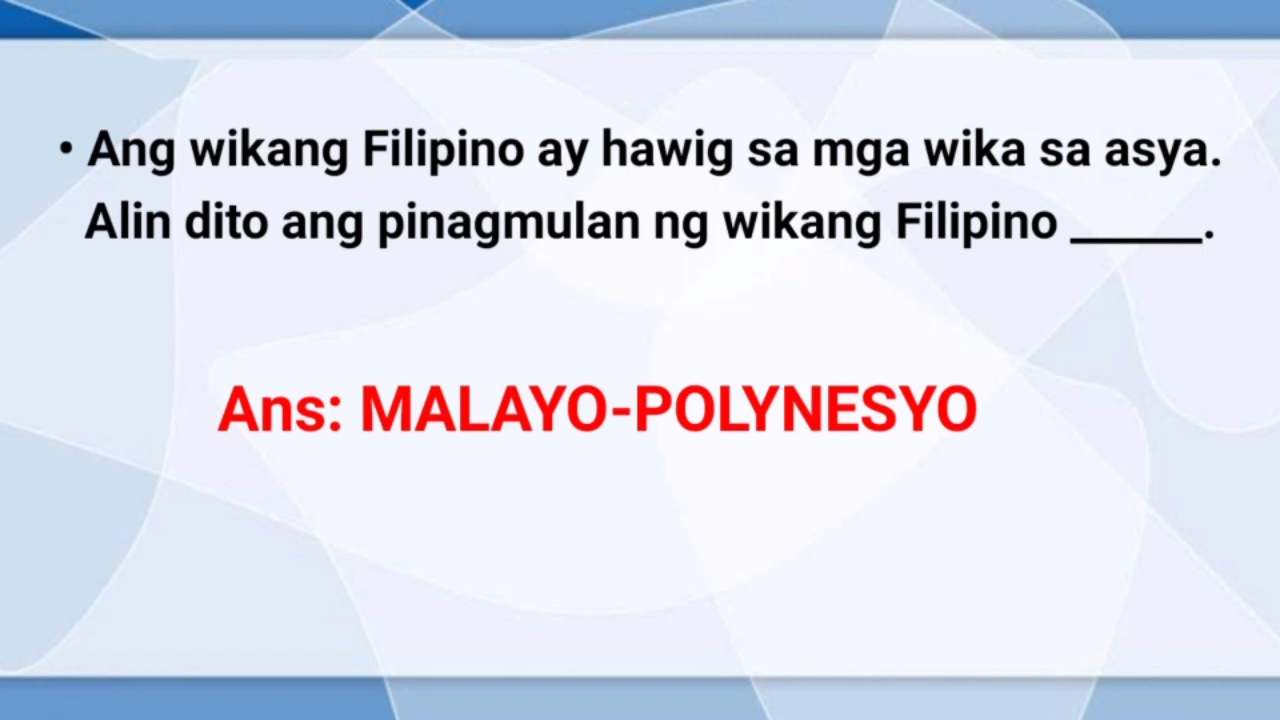 • Ang wikang Filipino ay hawig sa mga wika sa asya.
Alin dito ang pinagmulan ng wikang Filipino ______.
Ans: MALAYO-POLYNESYO